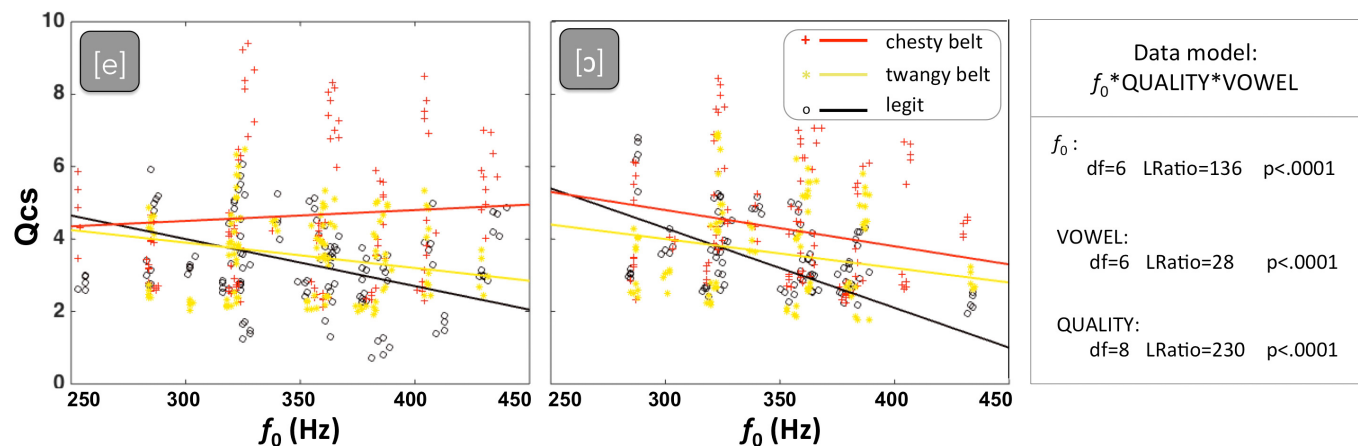 [e]
[ɔ]
chesty belt
twangy belt
legit
10
8
6
4
2
0
Qcs
250 300 350 400 450
f₀ (Hz)
250 300 350 400 450
f₀ (Hz)
Data model:
f₀*QUALITY*VOWEL
f₀ :
df=6 LRatio=136 p<.0001
VOWEL:
df=6 LRatio=28 p<.0001
QUALITY:
df=8 LRatio=230 p<.0001